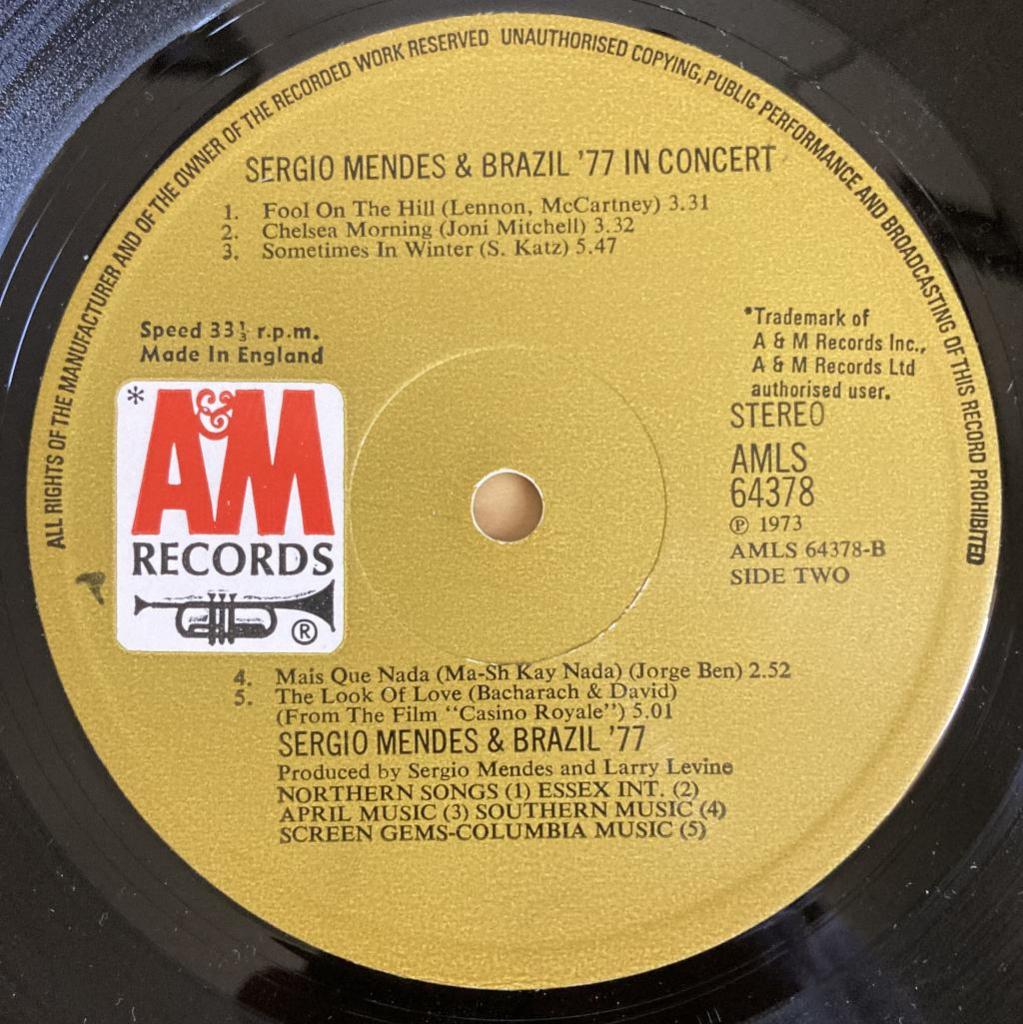 ALL RIGHTS OF THE MANUFACTURER AND OF THE OWNER OF THE RECORDED WORK RESERVED UNAUTHORISED COPYING, PUBLIC PERFORMANCE AND BROADCASTING OF THIS RECORD PROHIBITED
SERGIO MENDES & BRAZIL '77 IN CONCERT
1. Fool On The Hill (Lennon, McCartney) 3.31
2. Chelsea Morning (Joni Mitchell) 3.32
3. Sometimes In Winter (S. Katz) 5.47
Speed 33⅓ r.p.m.
Made In England
*
A&M
RECORDS
®
*Trademark of
A & M Records Inc.,
A & M Records Ltd
authorised user.
STEREO
AMLS
64378
℗ 1973
AMLS 64378-B
SIDE TWO
4. Mais Que Nada (Ma-Sh Kay Nada) (Jorge Ben) 2.52
5. The Look Of Love (Bacharach & David)
(From The Film "Casino Royale") 5.01
SERGIO MENDES & BRAZIL '77
Produced by Sergio Mendes and Larry Levine
NORTHERN SONGS (1) ESSEX INT. (2)
APRIL MUSIC (3) SOUTHERN MUSIC (4)
SCREEN GEMS-COLUMBIA MUSIC (5)